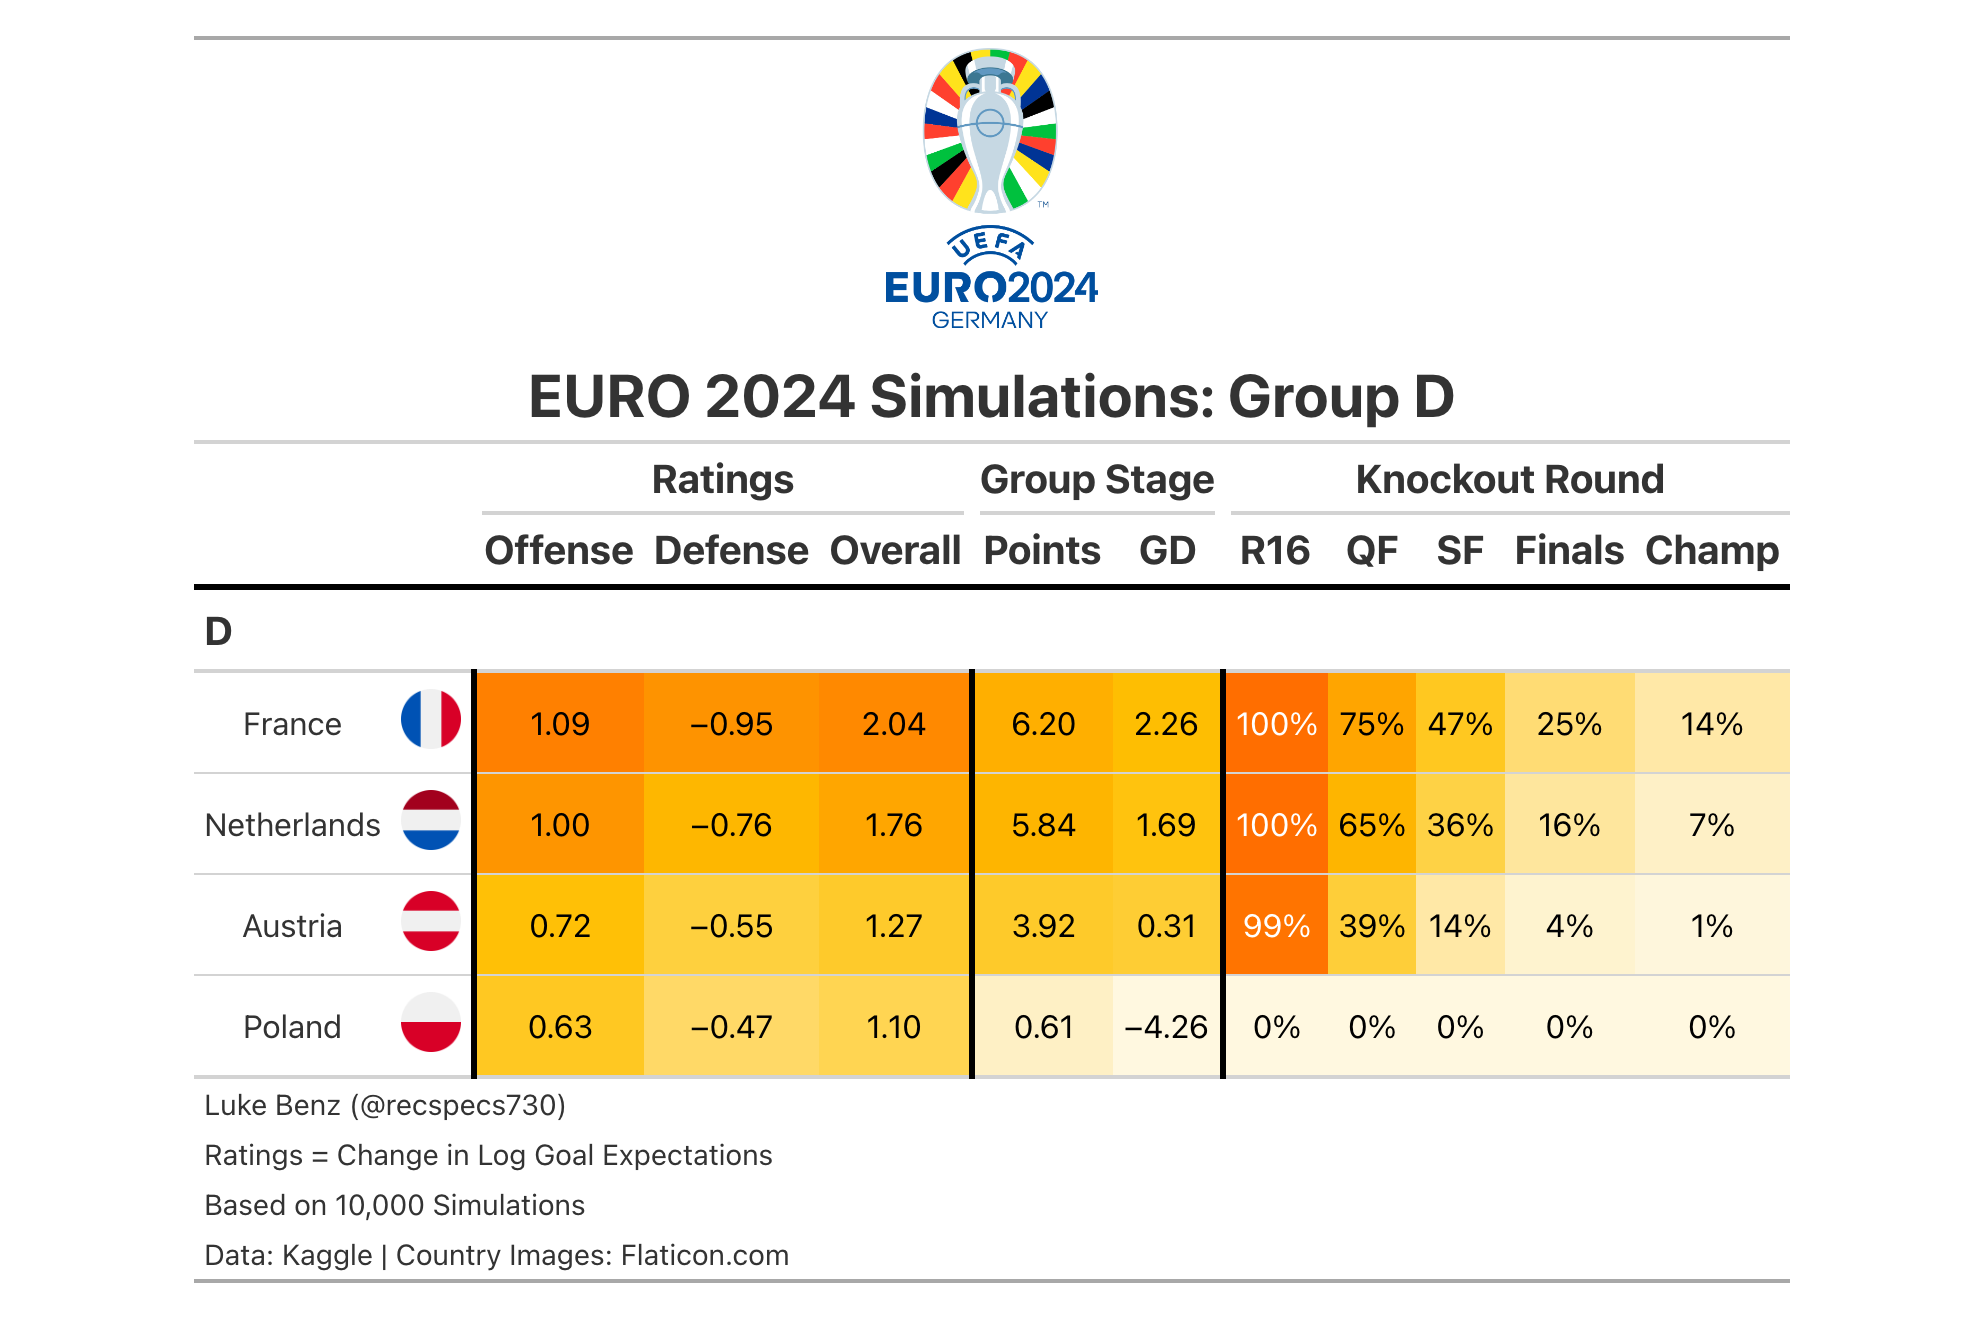 TM
UEFA
EURO2024
GERMANY
EURO 2024 Simulations: Group D
Ratings Group Stage Knockout Round
Offense Defense Overall Points GD R16 QF SF Finals Champ
D
France 1.09 −0.95 2.04 6.20 2.26 100% 75% 47% 25% 14%
Netherlands 1.00 −0.76 1.76 5.84 1.69 100% 65% 36% 16% 7%
Austria 0.72 −0.55 1.27 3.92 0.31 99% 39% 14% 4% 1%
Poland 0.63 −0.47 1.10 0.61 −4.26 0% 0% 0% 0% 0%
Luke Benz (@recspecs730)
Ratings = Change in Log Goal Expectations
Based on 10,000 Simulations
Data: Kaggle | Country Images: Flaticon.com